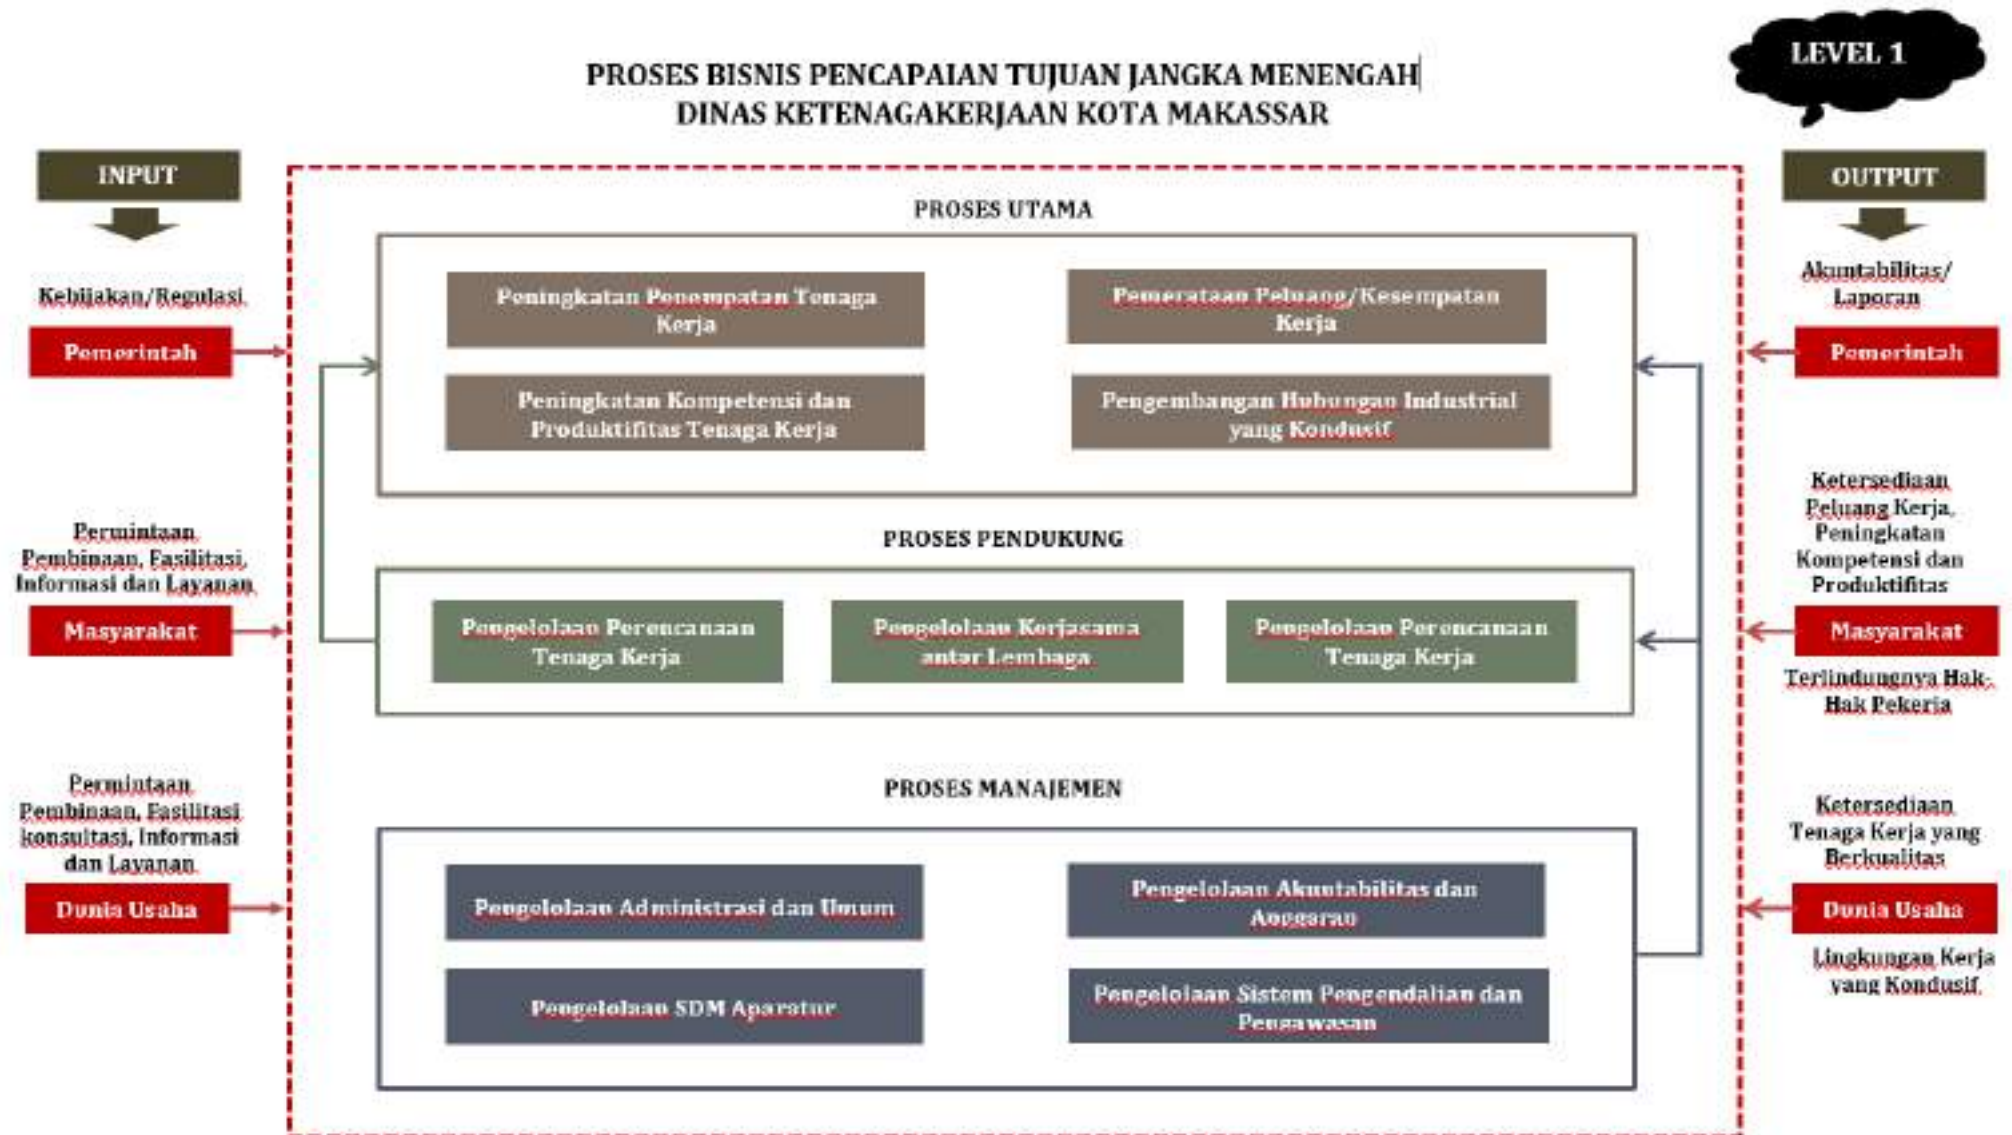 LEVEL 1
PROSES BISNIS PENCAPAIAN TUJUAN JANGKA MENENGAH
DINAS KETENAGAKERJAAN KOTA MAKASSAR
INPUT
Kebijakan/Regulasi
Pemerintah
Permintaan
Pembinaan, Fasilitasi,
Informasi dan Layanan
Masyarakat
Permintaan
Pembinaan, Fasilitasi
konsultasi, Informasi
dan Layanan
Dunia Usaha
PROSES UTAMA
Peningkatan Penempatan Tenaga
Kerja
Pemerataan Peluang/Kesempatan
Kerja
Peningkatan Kompetensi dan
Produktifitas Tenaga Kerja
Pengembangan Hubungan Industrial
yang Kondusif
PROSES PENDUKUNG
Pengelolaan Perencanaan
Tenaga Kerja
Pengelolaan Kerjasama
antar Lembaga
Pengelolaan Perencanaan
Tenaga Kerja
PROSES MANAJEMEN
Pengelolaan Administrasi dan Umum
Pengelolaan Akuntabilitas dan
Anggaran
Pengelolaan SDM Aparatur
Pengelolaan Sistem Pengendalian dan
Pengawasan
OUTPUT
Akuntabilitas/
Laporan
Pemerintah
Ketersediaan
Peluang Kerja,
Peningkatan
Kompetensi dan
Produktifitas
Masyarakat
Terlindungnya Hak-
Hak Pekerja
Ketersediaan
Tenaga Kerja yang
Berkualitas
Dunia Usaha
Lingkungan Kerja
yang Kondusif